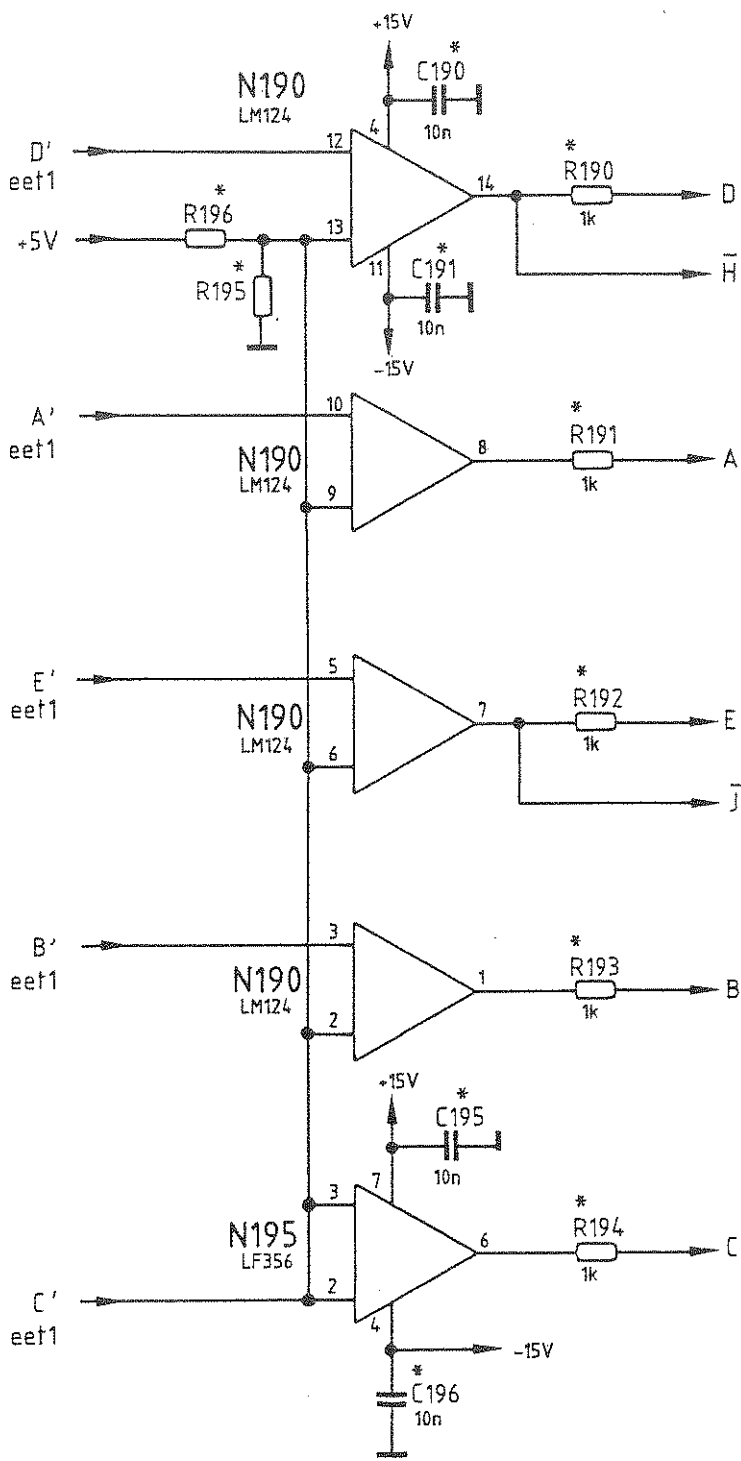 +15V
*
C190
10n
N190
LM124
4
D'
eet1
12
14
*
R190
1k
D
+5V
*
R196
*
R195
13
11
*
C191
10n
H̅
-15V
A'
eet1
10
N190
LM124
9
8
*
R191
1k
A
E'
eet1
5
N190
LM124
6
7
*
R192
1k
E
J̅
B'
eet1
3
N190
LM124
2
1
*
R193
1k
B
+15V
*
C195
10n
7
3
N195
LF356
2
6
*
R194
1k
C
C'
eet1
4
-15V
*
C196
10n